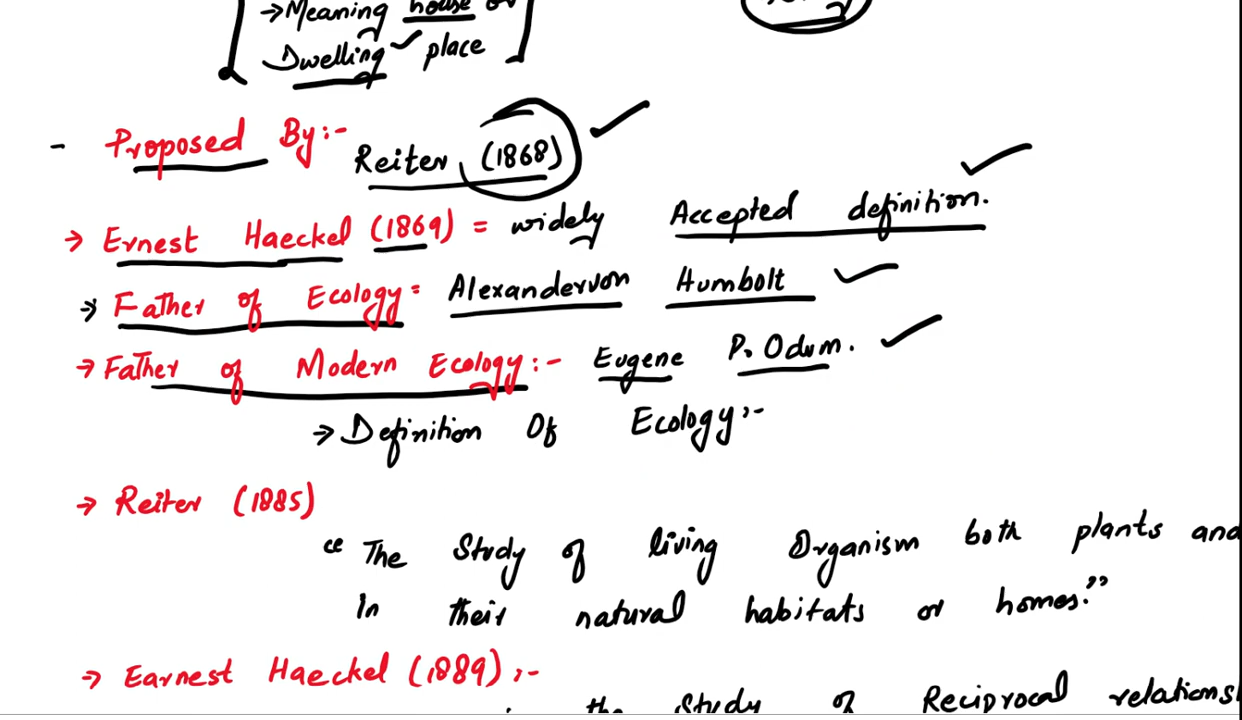 →Meaning house
Dwelling place
- Proposed By:- Reiter (1868)
→ Ernest Haeckel (1869) = widely Accepted definition.
→ Father of Ecology = Alexandervon Humbolt
→ Father of Modern Ecology :- Eugene P. Odum.
→ Definition Of Ecology:-
→ Reiter (1885)
“The Study of living Organism both plants and
In their natural habitats or homes.”
→ Earnest Haeckel (1889) :-
the Study of Reciprocal relations